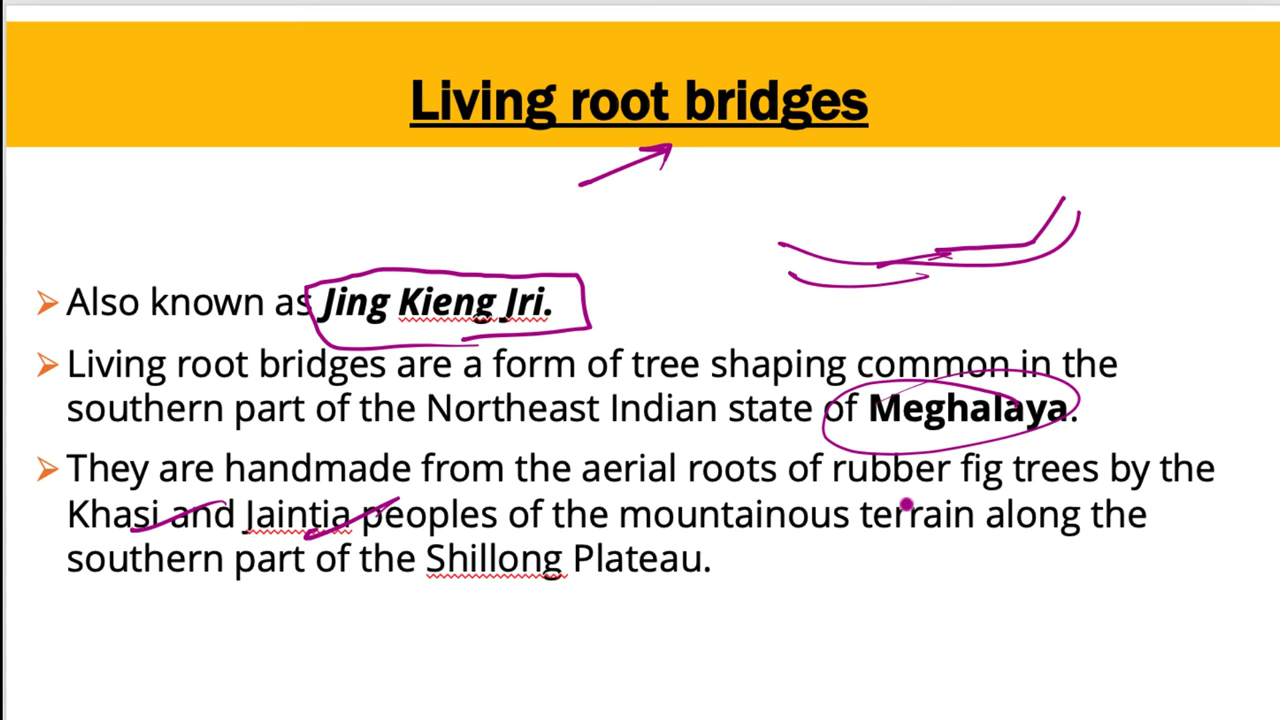 Living root bridges
Also known as Jing Kieng Jri.
Living root bridges are a form of tree shaping common in the
southern part of the Northeast Indian state of Meghalaya.
They are handmade from the aerial roots of rubber fig trees by the
Khasi and Jaintia peoples of the mountainous terrain along the
southern part of the Shillong Plateau.